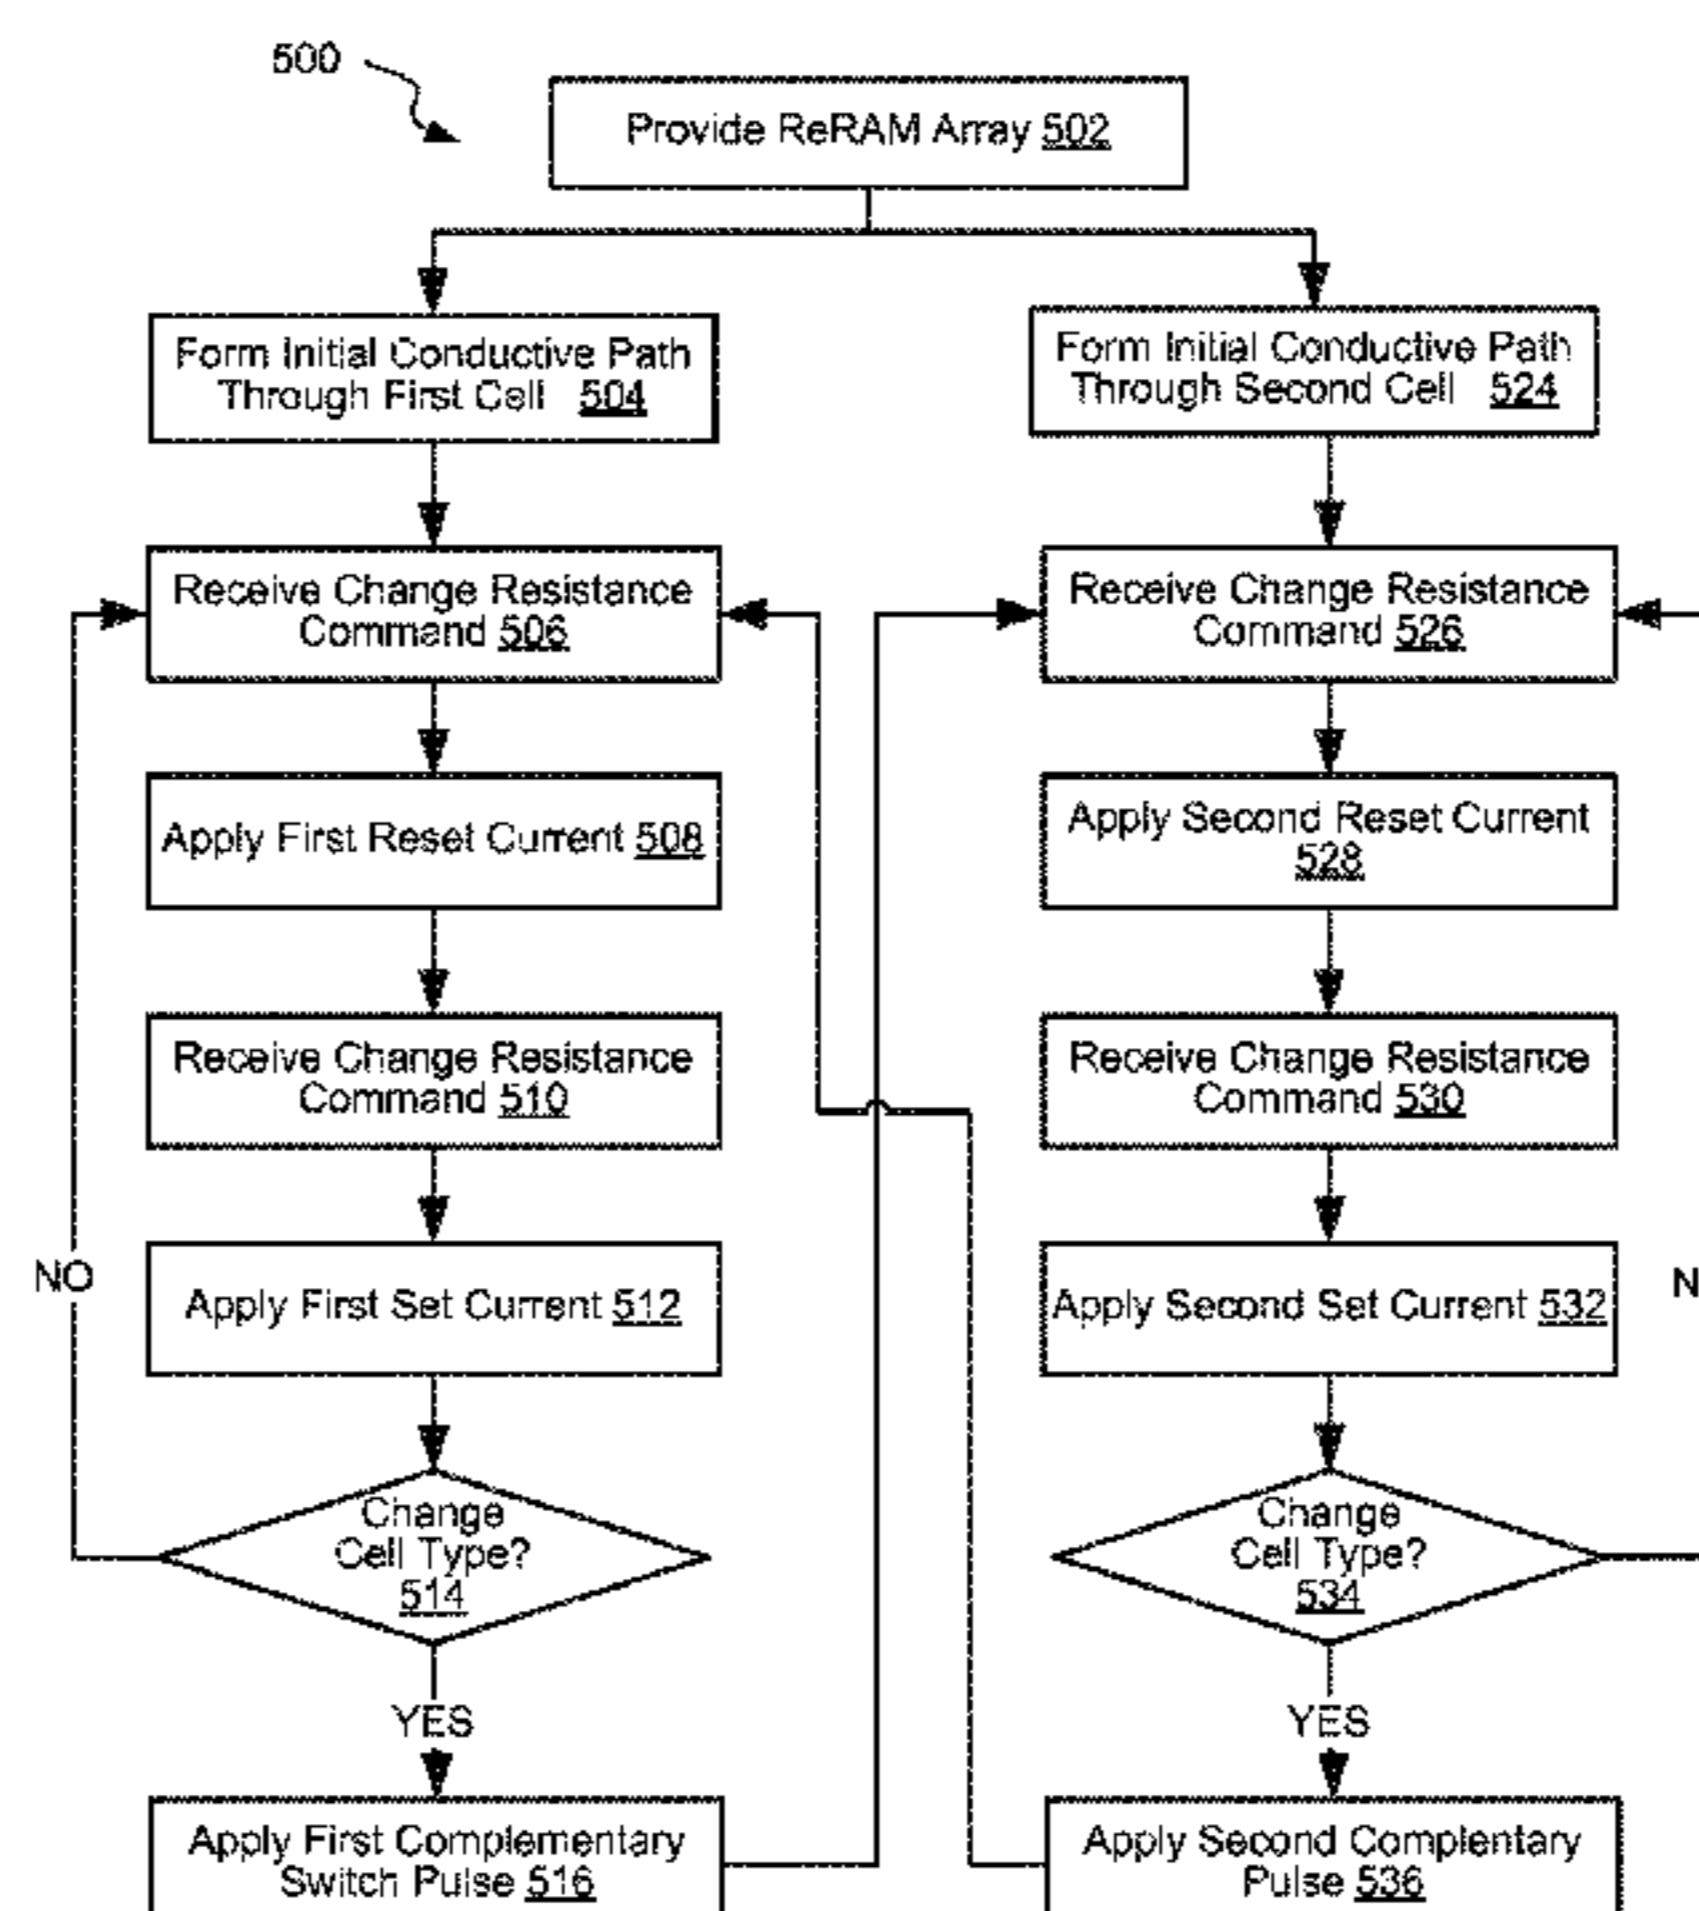 500
Provide ReRAM Array 502
Form Initial Conductive Path
Through First Cell 504
Form Initial Conductive Path
Through Second Cell 524
Receive Change Resistance
Command 506
Receive Change Resistance
Command 526
Apply First Reset Current 508
Apply Second Reset Current
528
Receive Change Resistance
Command 510
Receive Change Resistance
Command 530
NO
Apply First Set Current 512
Apply Second Set Current 532
N
Change
Cell Type?
514
Change
Cell Type?
534
YES
YES
Apply First Complementary
Switch Pulse 516
Apply Second Complentary
Pulse 536